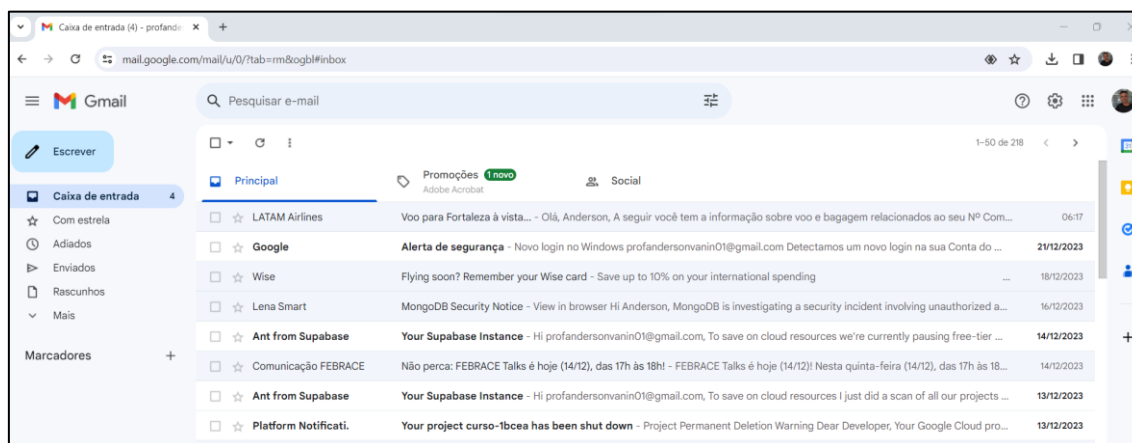 Caixa de entrada (4) - profande
mail.google.com/mail/u/0/?tab=rm&ogbl#inbox
Gmail
Pesquisar e-mail
Escrever
1–50 de 218
Principal
Promoções 1 novo
Adobe Acrobat
Social
Caixa de entrada 4
Com estrela
Adiados
Enviados
Rascunhos
Mais
Marcadores
LATAM Airlines Voo para Fortaleza à vista... - Olá, Anderson, A seguir você tem a informação sobre voo e bagagem relacionados ao seu Nº Com... 06:17
Google Alerta de segurança - Novo login no Windows profandersonvanin01@gmail.com Detectamos um novo login na sua Conta do ... 21/12/2023
Wise Flying soon? Remember your Wise card - Save up to 10% on your international spending ... 18/12/2023
Lena Smart MongoDB Security Notice - View in browser Hi Anderson, MongoDB is investigating a security incident involving unauthorized a... 16/12/2023
Ant from Supabase Your Supabase Instance - Hi profandersonvanin01@gmail.com, To save on cloud resources we're currently pausing free-tier ... 14/12/2023
Comunicação FEBRACE Não perca: FEBRACE Talks é hoje (14/12), das 17h às 18h! - FEBRACE Talks é hoje (14/12)! Nesta quinta-feira (14/12), das 17h às 18... 14/12/2023
Ant from Supabase Your Supabase Instance - Hi profandersonvanin01@gmail.com, To save on cloud resources I just did a scan of all our projects ... 13/12/2023
Platform Notificati. Your project curso-1bcea has been shut down - Project Permanent Deletion Warning Dear Developer, Your Google Cloud pro... 13/12/2023